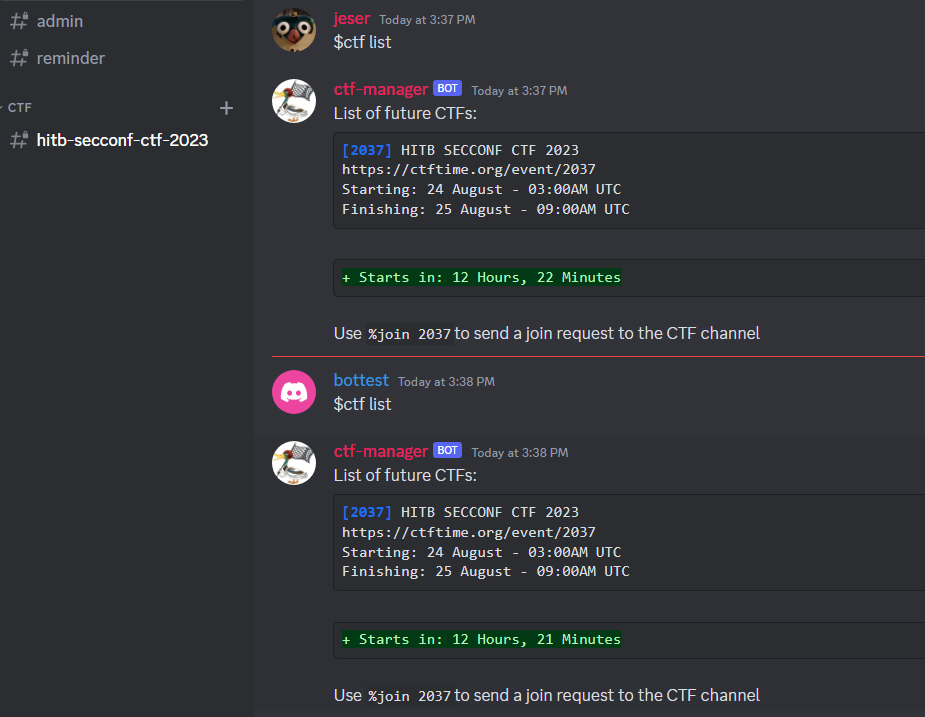 admin
reminder
CTF
hitb-secconf-ctf-2023
jeser Today at 3:37 PM
$ctf list
ctf-manager BOT Today at 3:37 PM
List of future CTFs:
[2037] HITB SECCONF CTF 2023
https://ctftime.org/event/2037
Starting: 24 August - 03:00AM UTC
Finishing: 25 August - 09:00AM UTC
+ Starts in: 12 Hours, 22 Minutes
Use %join 2037 to send a join request to the CTF channel
bottest Today at 3:38 PM
$ctf list
ctf-manager BOT Today at 3:38 PM
List of future CTFs:
[2037] HITB SECCONF CTF 2023
https://ctftime.org/event/2037
Starting: 24 August - 03:00AM UTC
Finishing: 25 August - 09:00AM UTC
+ Starts in: 12 Hours, 21 Minutes
Use %join 2037 to send a join request to the CTF channel